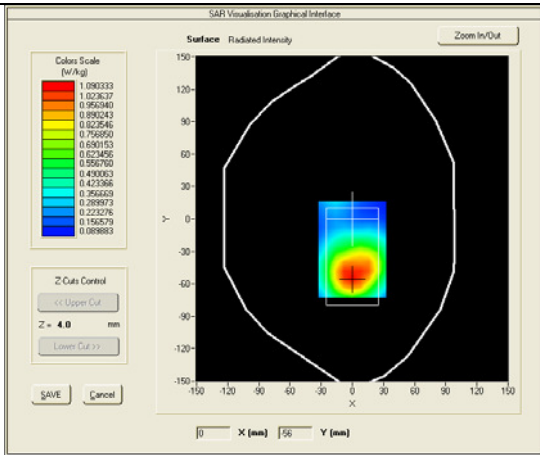 SAR Visualisation Graphical Interface
Surface Radiated Intensity
Zoom In/Out
Colors Scale
(W/kg)
1.090333
1.023637
0.956940
0.890243
0.823546
0.756850
0.690153
0.623456
0.556760
0.490063
0.423366
0.356669
0.289973
0.223276
0.156579
0.089883
Z-Cuts Control
<< Upper Cut
Z = 4.0 mm
Lower Cut >>
SAVE Cancel
150-
120-
90-
60-
30-
0-
-30-
-60-
-90-
-120-
-150-
Y
-150 -120 -90 -60 -30 0 30 60 90 120 150
X
0 X (mm) -56 Y (mm)